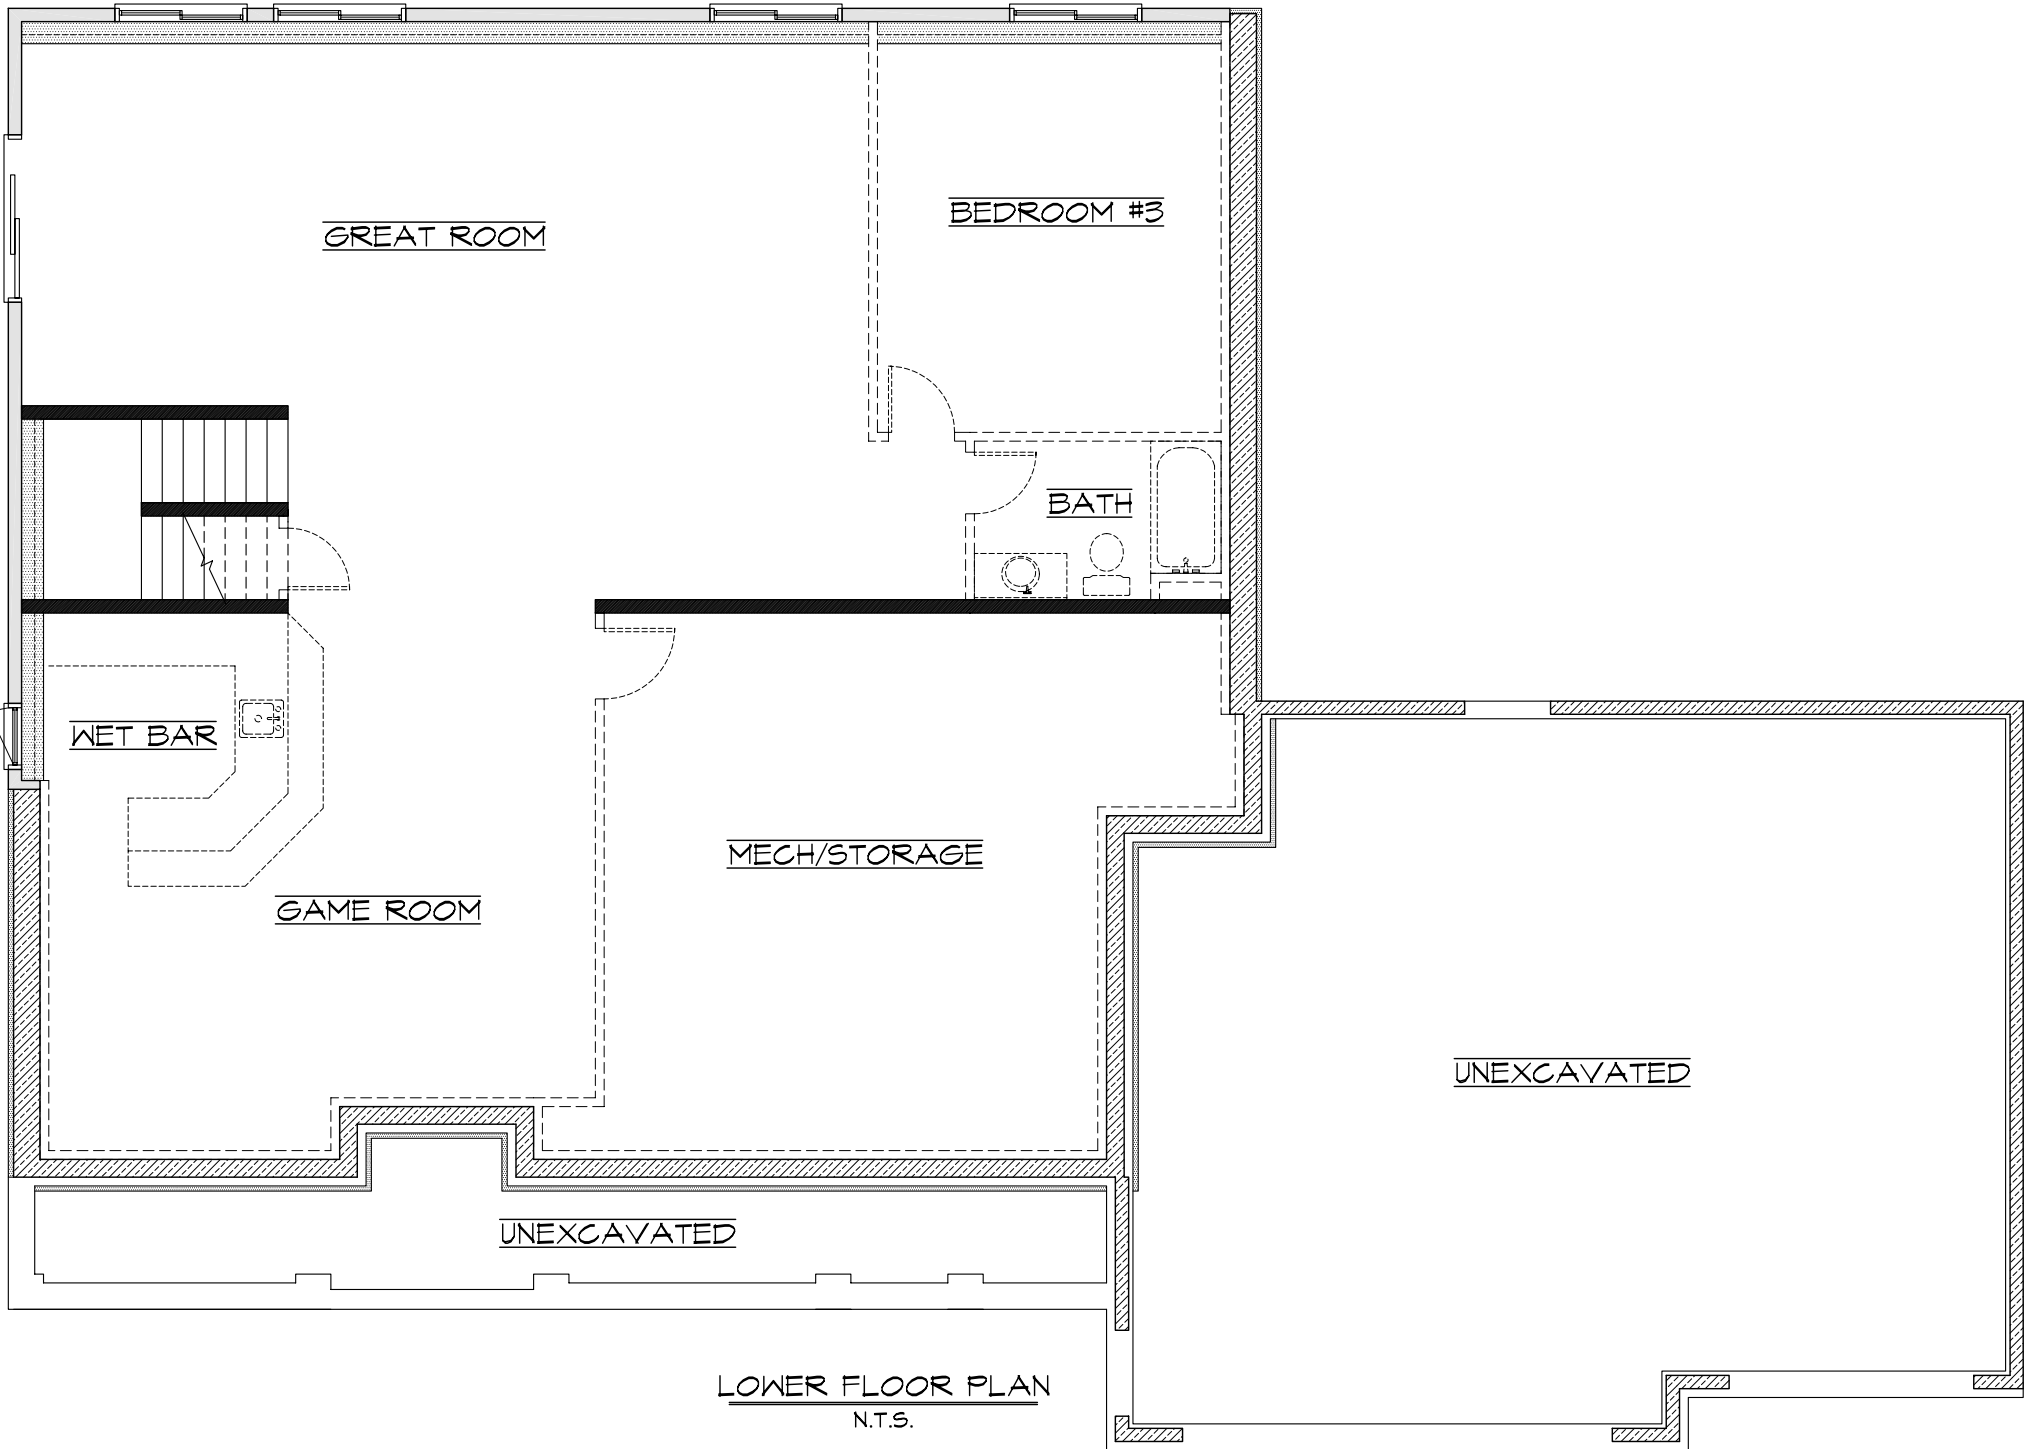 BEDROOM #3
GREAT ROOM
BATH
WET BAR
MECH/STORAGE
GAME ROOM
UNEXCAVATED
UNEXCAVATED
LOWER FLOOR PLAN
N.T.S.